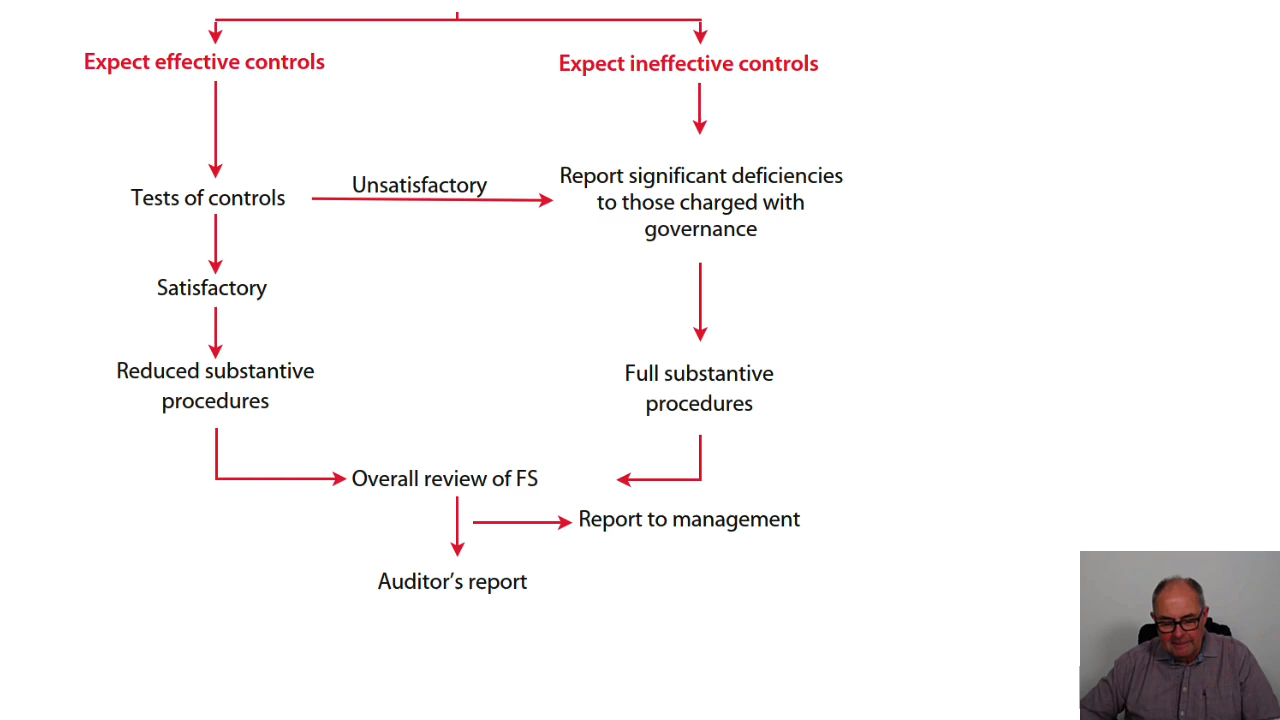 Expect effective controls
Expect ineffective controls
Tests of controls
Unsatisfactory
Report significant deficiencies
to those charged with
governance
Satisfactory
Reduced substantive
procedures
Full substantive
procedures
Overall review of FS
Report to management
Auditor’s report